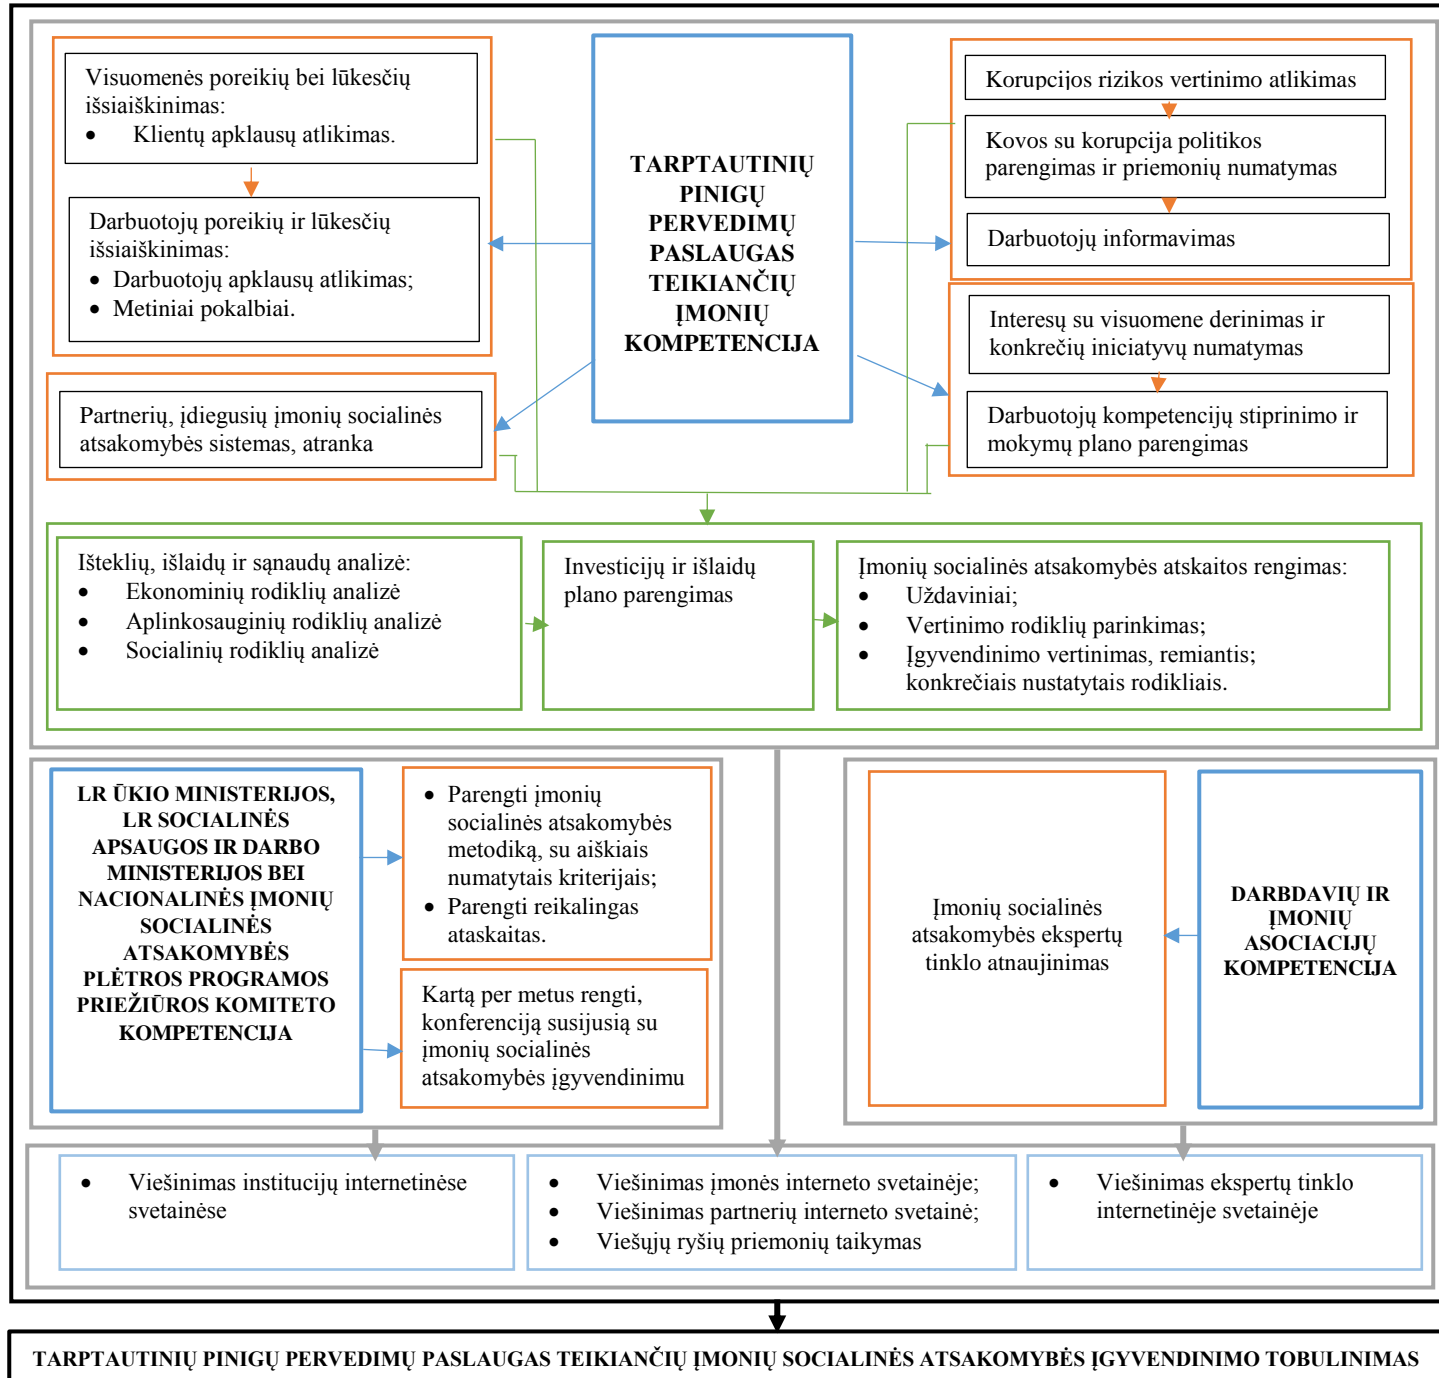 Visuomenės poreikių bei lūkesčių
išsiaiškinimas:
• Klientų apklausų atlikimas.
Darbuotojų poreikių ir lūkesčių
išsiaiškinimas:
• Darbuotojų apklausų atlikimas;
• Metiniai pokalbiai.
Partnerių, įdiegusių įmonių socialinės
atsakomybės sistemas, atranka
TARPTAUTINIŲ
PINIGŲ
PERVEDIMŲ
PASLAUGAS
TEIKIANČIŲ
ĮMONIŲ
KOMPETENCIJA
Korupcijos rizikos vertinimo atlikimas
Kovos su korupcija politikos
parengimas ir priemonių numatymas
Darbuotojų informavimas
Interesų su visuomene derinimas ir
konkrečių iniciatyvų numatymas
Darbuotojų kompetencijų stiprinimo ir
mokymų plano parengimas
Išteklių, išlaidų ir sąnaudų analizė:
• Ekonominių rodiklių analizė
• Aplinkosauginių rodiklių analizė
• Socialinių rodiklių analizė
Investicijų ir išlaidų
plano parengimas
Įmonių socialinės atsakomybės atskaitos rengimas:
• Uždaviniai;
• Vertinimo rodiklių parinkimas;
• Įgyvendinimo vertinimas, remiantis;
konkrečiais nustatytais rodikliais.
LR ŪKIO MINISTERIJOS,
LR SOCIALINĖS
APSAUGOS IR DARBO
MINISTERIJOS BEI
NACIONALINĖS ĮMONIŲ
SOCIALINĖS
ATSAKOMYBĖS
PLĖTROS PROGRAMOS
PRIEŽIŪROS KOMITETO
KOMPETENCIJA
• Parengti įmonių
socialinės atsakomybės
metodiką, su aiškiais
numatytais kriterijais;
• Parengti reikalingas
ataskaitas.
Kartą per metus rengti,
konferenciją susijusią su
įmonių socialinės
atsakomybės įgyvendinimu
Įmonių socialinės
atsakomybės ekspertų
tinklo atnaujinimas
DARBDAVIŲ IR
ĮMONIŲ
ASOCIACIJŲ
KOMPETENCIJA
• Viešinimas institucijų internetinėse
svetainėse
• Viešinimas įmonės interneto svetainėje;
• Viešinimas partnerių interneto svetainė;
• Viešųjų ryšių priemonių taikymas
• Viešinimas ekspertų tinklo
internetinėje svetainėje
TARPTAUTINIŲ PINIGŲ PERVEDIMŲ PASLAUGAS TEIKIANČIŲ ĮMONIŲ SOCIALINĖS ATSAKOMYBĖS ĮGYVENDINIMO TOBULINIMAS